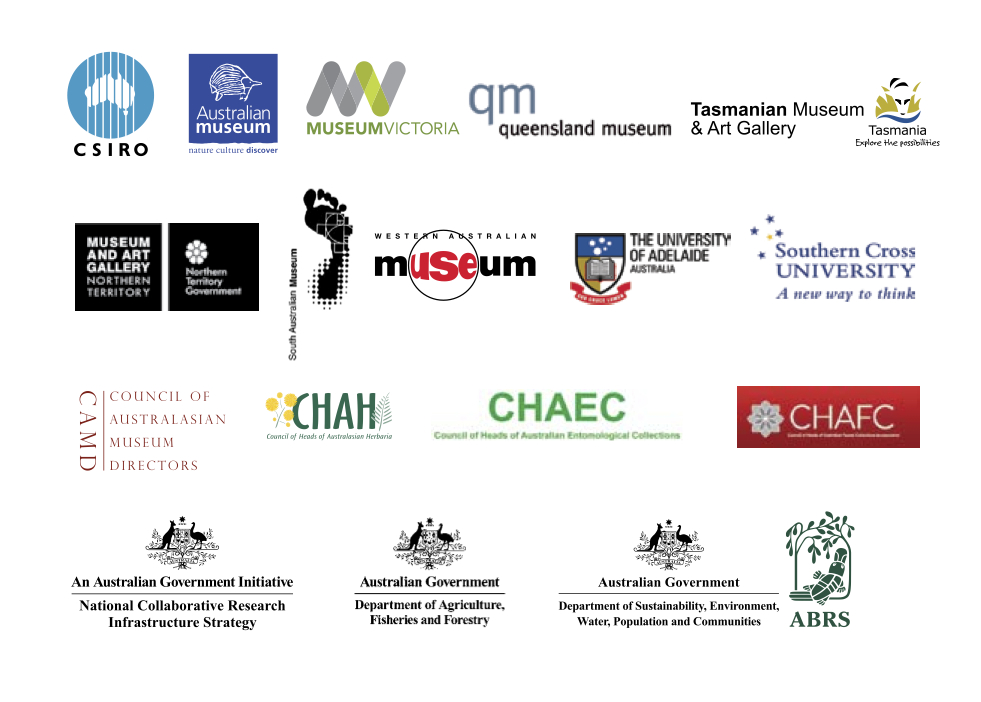 CSIRO
Australian
museum
nature culture discover
MUSEUMVICTORIA
qm
queensland museum
Tasmanian Museum
& Art Gallery
Tasmania
Explore the possibilities
MUSEUM
AND ART
GALLERY
NORTHERN
TERRITORY
Northern
Territory
Government
South Australian Museum
WESTERN AUSTRALIAN
museum
THE UNIVERSITY
OF ADELAIDE
AUSTRALIA
Southern Cross
UNIVERSITY
A new way to think
CAMD
COUNCIL OF
AUSTRALASIAN
MUSEUM
DIRECTORS
CHAH
Council of Heads of Australasian Herbaria
CHAEC
Council of Heads of Australian Entomological Collections
CHAFC
An Australian Government Initiative
National Collaborative Research
Infrastructure Strategy
Australian Government
Department of Agriculture,
Fisheries and Forestry
Australian Government
Department of Sustainability, Environment,
Water, Population and Communities
ABRS